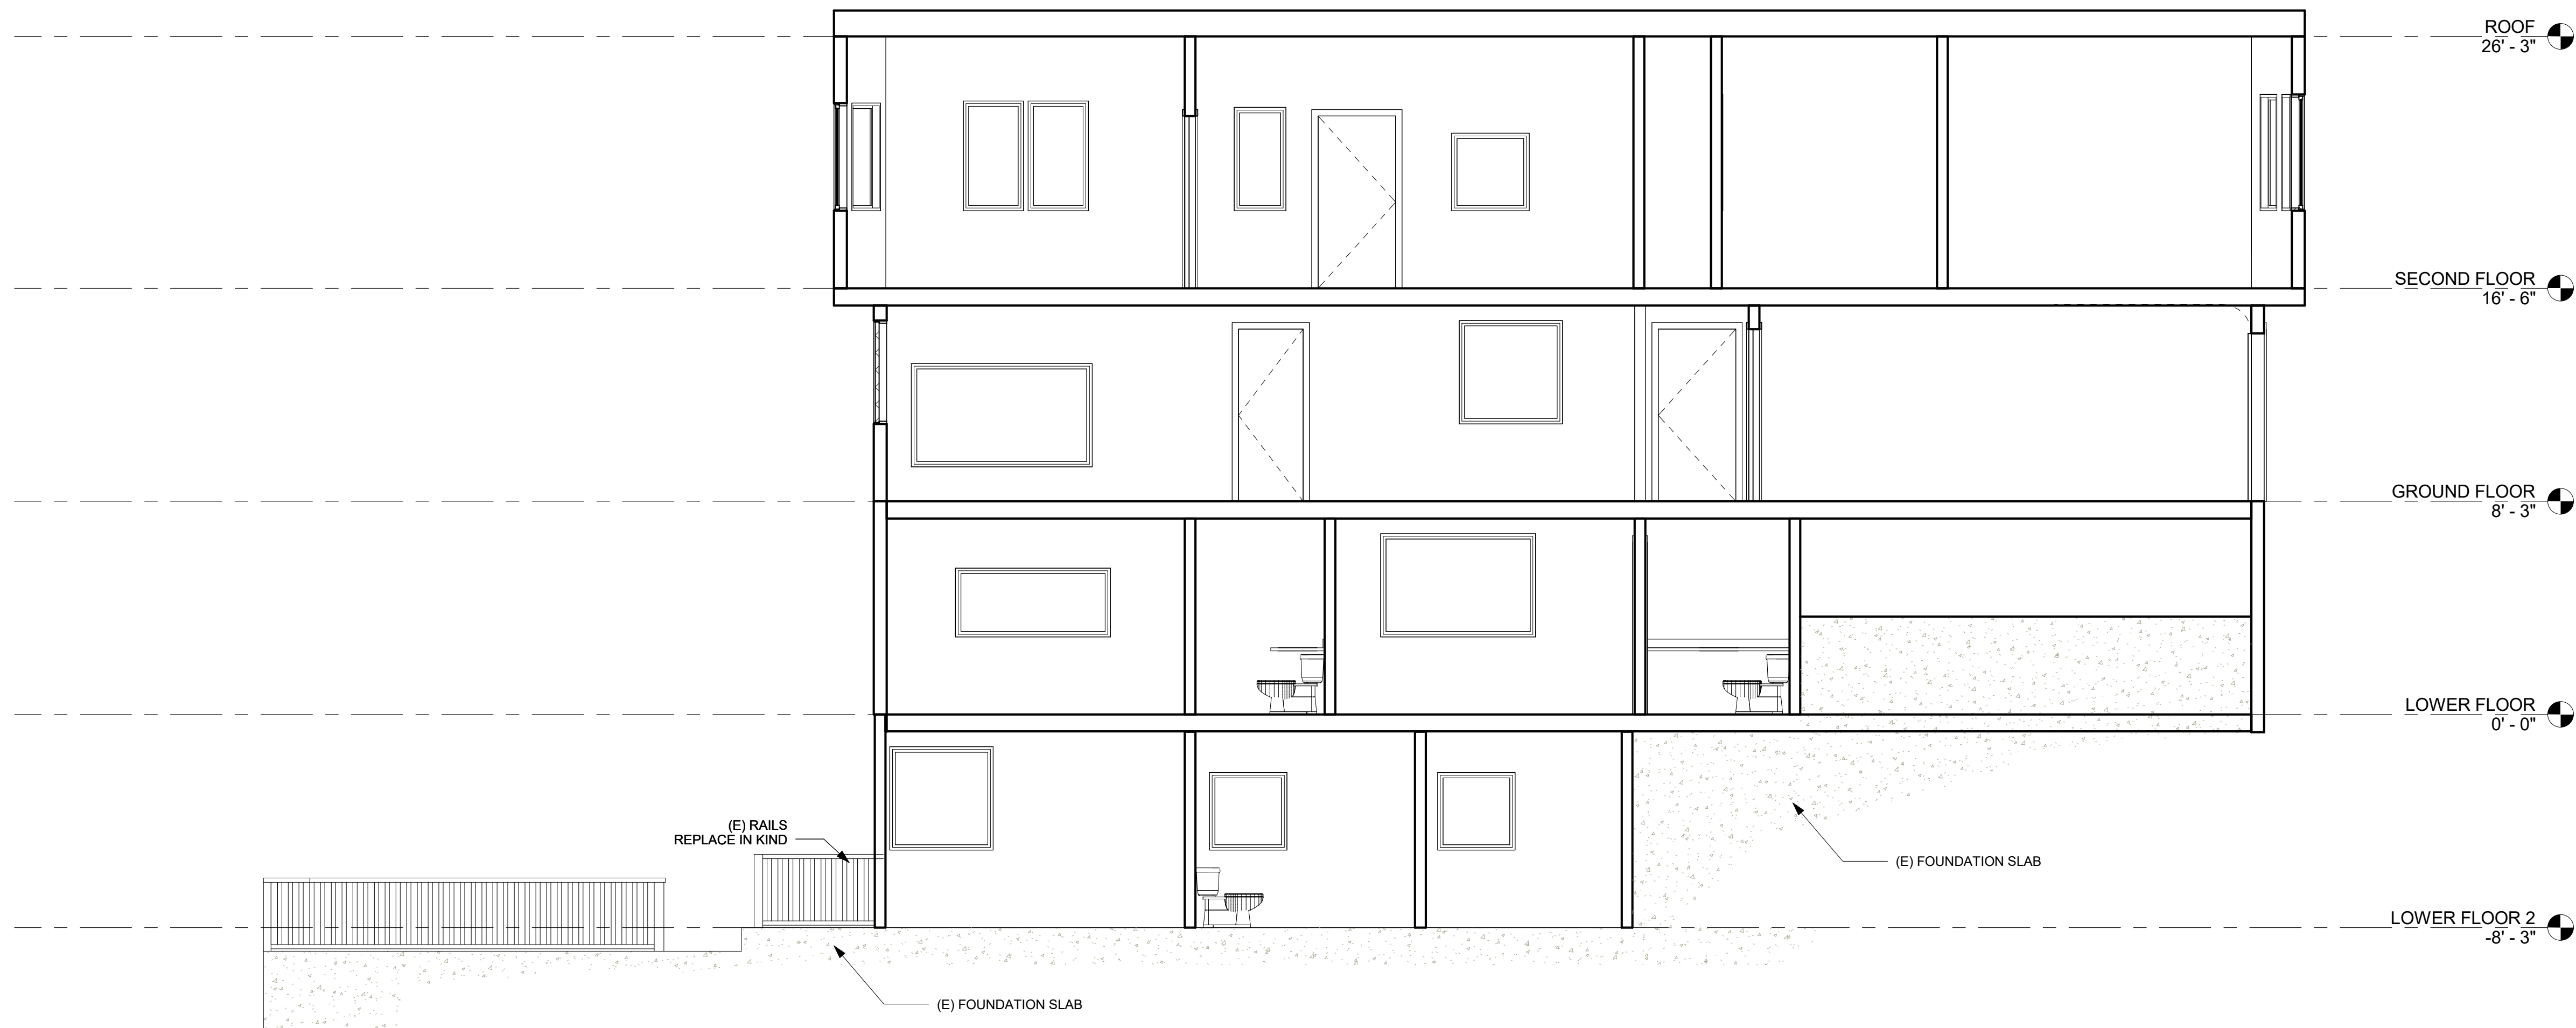 ROOF
26' - 3"
SECOND FLOOR
16' - 6"
GROUND FLOOR
8' - 3"
LOWER FLOOR
0' - 0"
(E) RAILS
REPLACE IN KIND
(E) FOUNDATION SLAB
LOWER FLOOR 2
-8' - 3"
(E) FOUNDATION SLAB